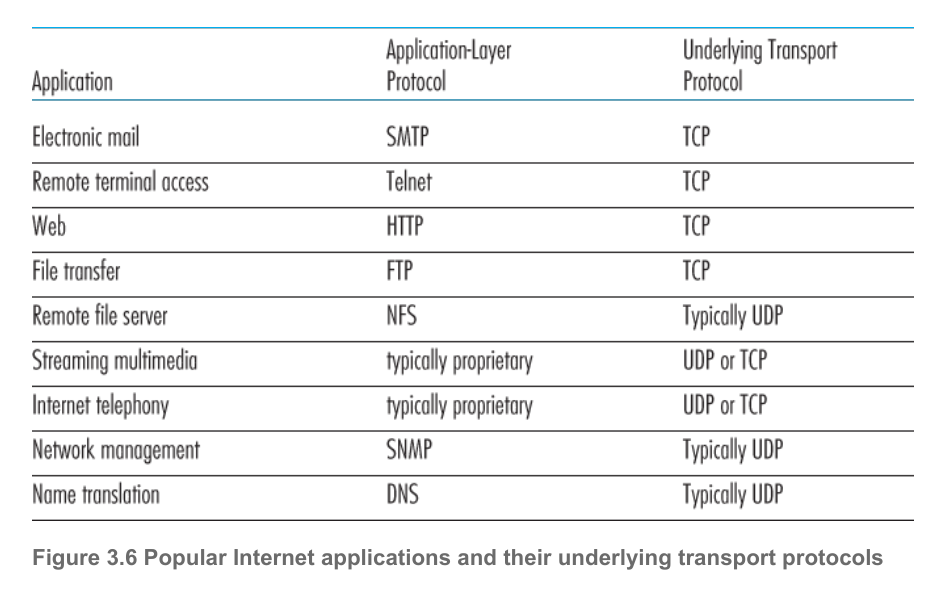 Application Application-Layer Protocol Underlying Transport Protocol
Electronic mail SMTP TCP
Remote terminal access Telnet TCP
Web HTTP TCP
File transfer FTP TCP
Remote file server NFS Typically UDP
Streaming multimedia typically proprietary UDP or TCP
Internet telephony typically proprietary UDP or TCP
Network management SNMP Typically UDP
Name translation DNS Typically UDP
Figure 3.6 Popular Internet applications and their underlying transport protocols